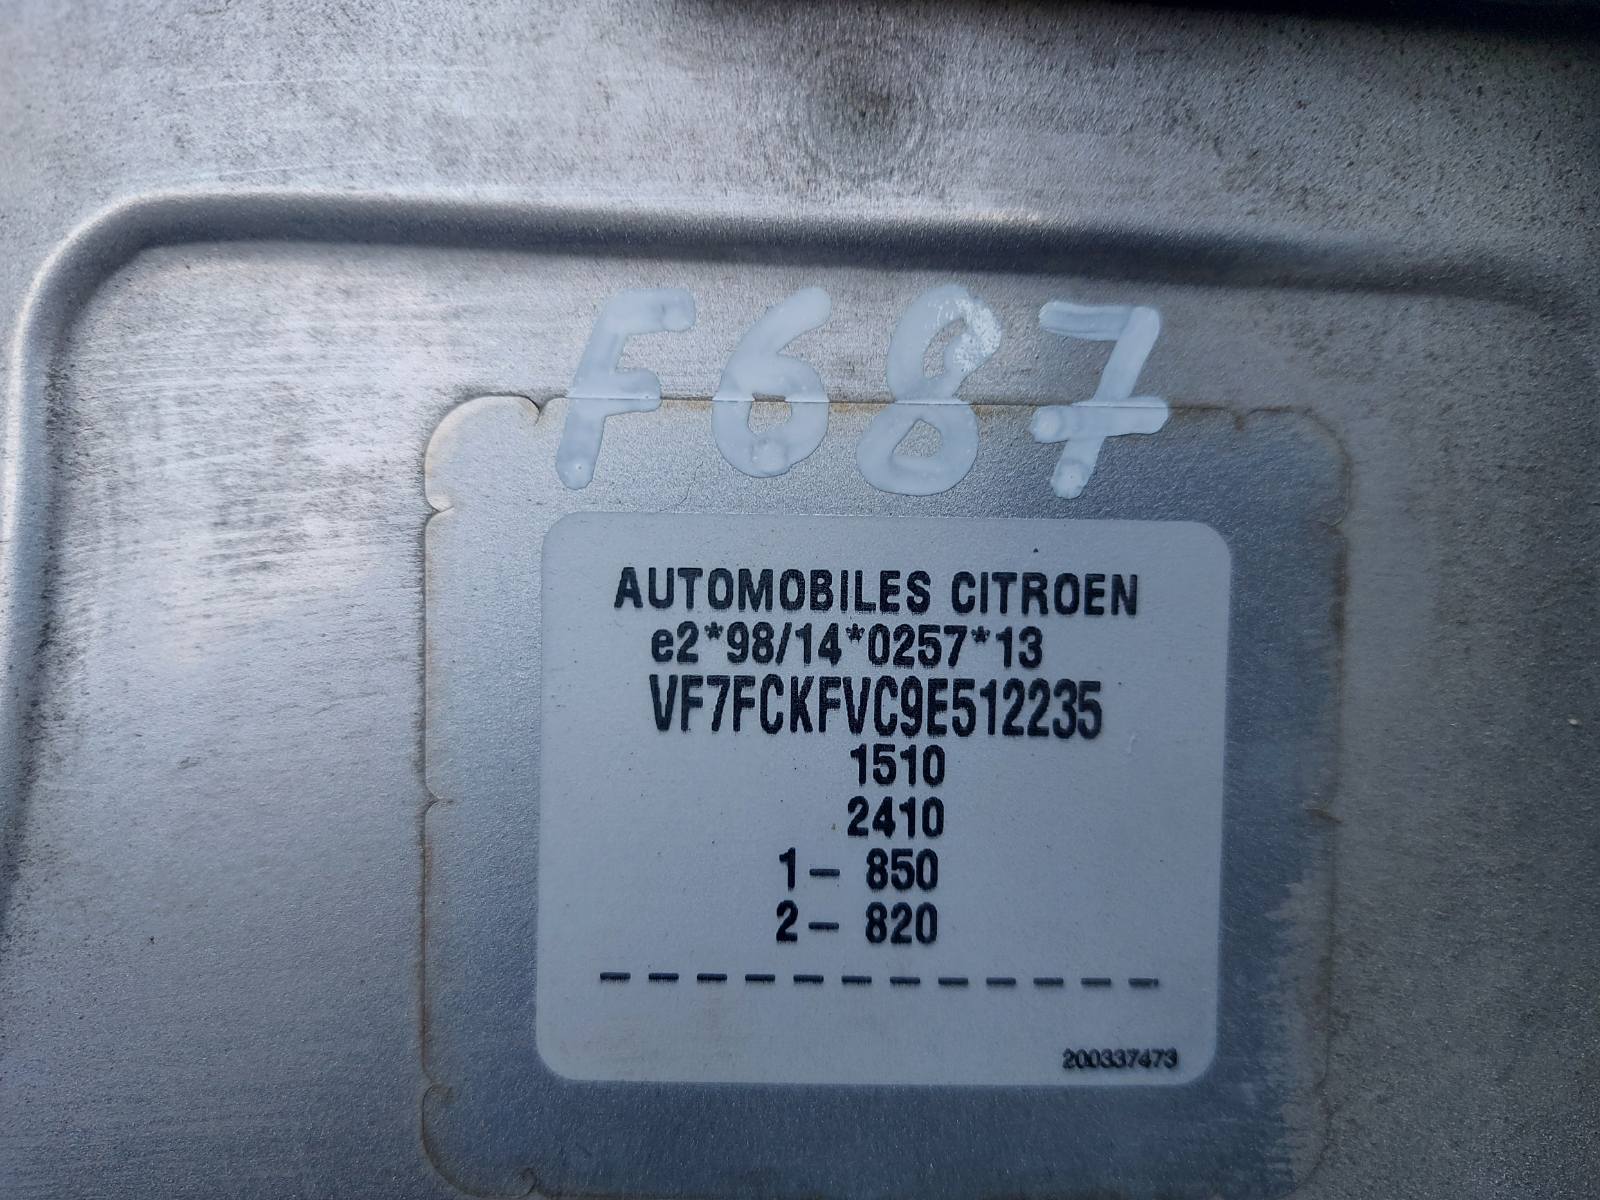 F687
AUTOMOBILES CITROEN
e2*98/14*0257*13
VF7FCKFVC9E512235
1510
2410
1- 850
2- 820
------------
200337473